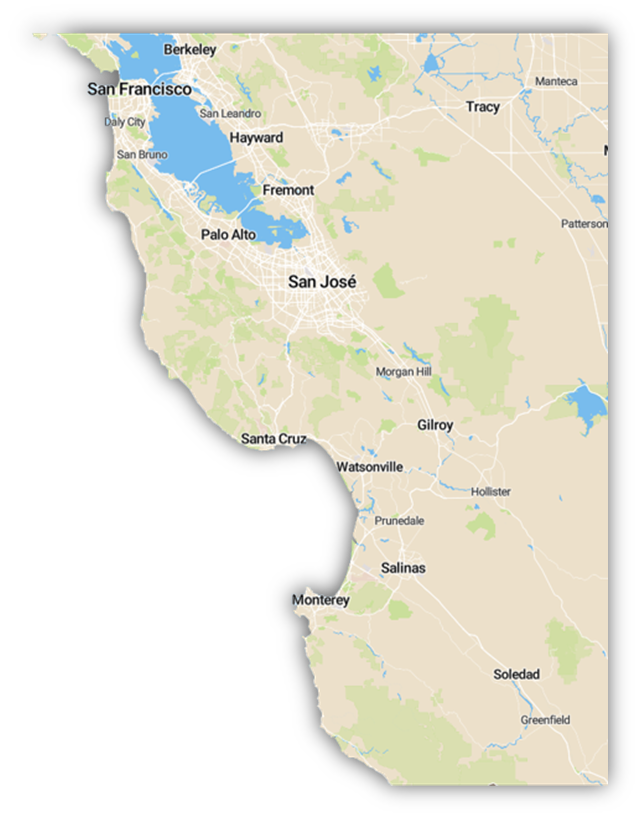 Berkeley
Manteca
San Francisco
Tracy
San Leandro
Daly City
Hayward
San Bruno
Fremont
Patterson
Palo Alto
San José
Morgan Hill
Gilroy
Santa Cruz
Watsonville
Hollister
Prunedale
Salinas
Monterey
Soledad
Greenfield